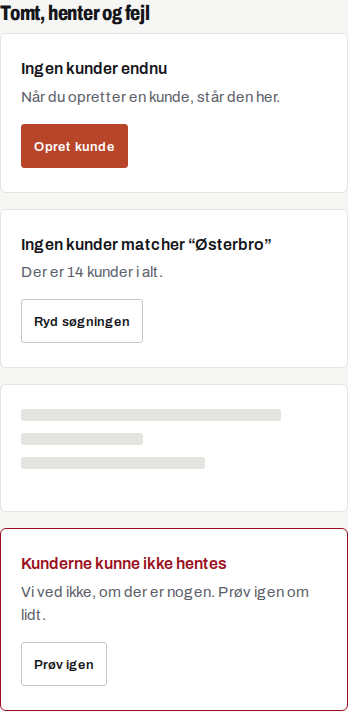 Tomt, henter og fejl
Ingen kunder endnu
Når du opretter en kunde, står den her.
Opret kunde
Ingen kunder matcher “Østerbro”
Der er 14 kunder i alt.
Ryd søgningen
Kunderne kunne ikke hentes
Vi ved ikke, om der er nogen. Prøv igen om
lidt.
Prøv igen